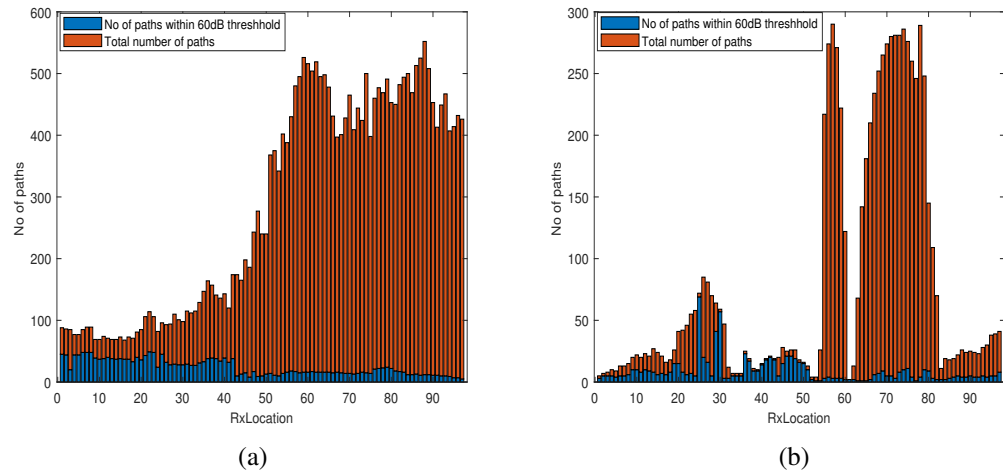 No of paths within 60dB threshhold
Total number of paths
No of paths
600
500
400
300
200
100
0
0 10 20 30 40 50 60 70 80 90
RxLocation
(a)
No of paths within 60dB threshhold
Total number of paths
No of paths
300
250
200
150
100
50
0
0 10 20 30 40 50 60 70 80 90
RxLocation
(b)